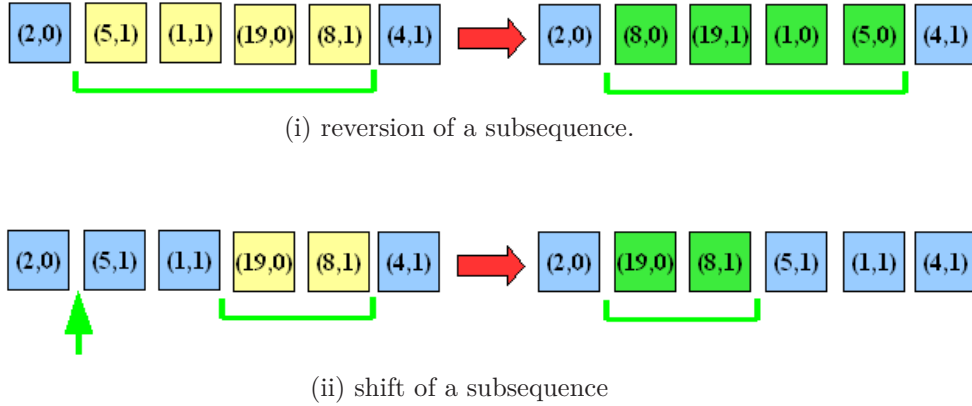 (2,0) (5,1) (1,1) (19,0) (8,1) (4,1) (2,0) (8,0) (19,1) (1,0) (5,0) (4,1)
(i) reversion of a subsequence.
(2,0) (5,1) (1,1) (19,0) (8,1) (4,1) (2,0) (19,0) (8,1) (5,1) (1,1) (4,1)
(ii) shift of a subsequence